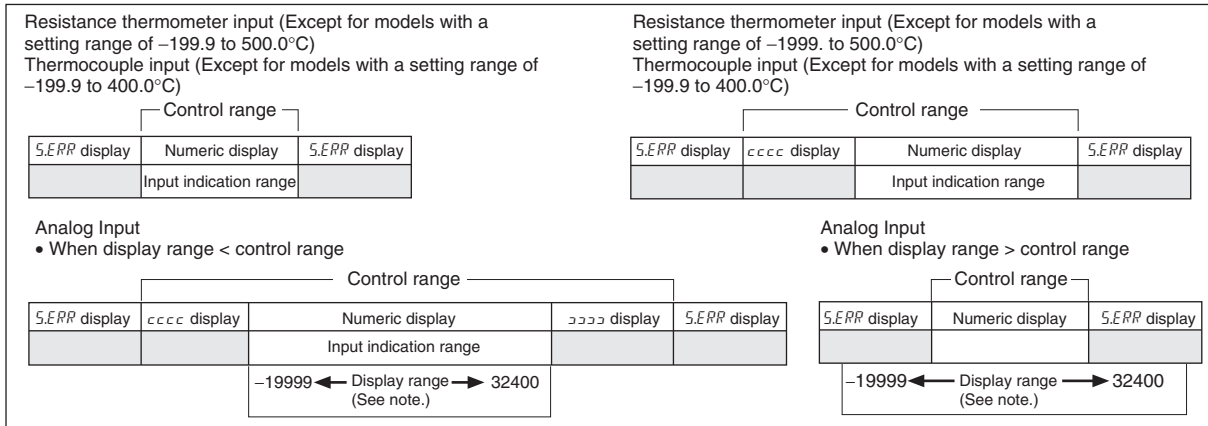 Resistance thermometer input (Except for models with a
setting range of –199.9 to 500.0°C)
Thermocouple input (Except for models with a setting range of
–199.9 to 400.0°C)
Control range
S.ERR display Numeric display S.ERR display
Input indication range
Resistance thermometer input (Except for models with a
setting range of –1999. to 500.0°C)
Thermocouple input (Except for models with a setting range of
–199.9 to 400.0°C)
Control range
S.ERR display cccc display Numeric display S.ERR display
Input indication range
Analog Input
• When display range < control range
Control range
S.ERR display cccc display Numeric display ɔɔɔɔ display S.ERR display
Input indication range
–19999 Display range 32400
(See note.)
Analog Input
• When display range > control range
Control range
S.ERR display Numeric display S.ERR display
–19999 Display range 32400
(See note.)